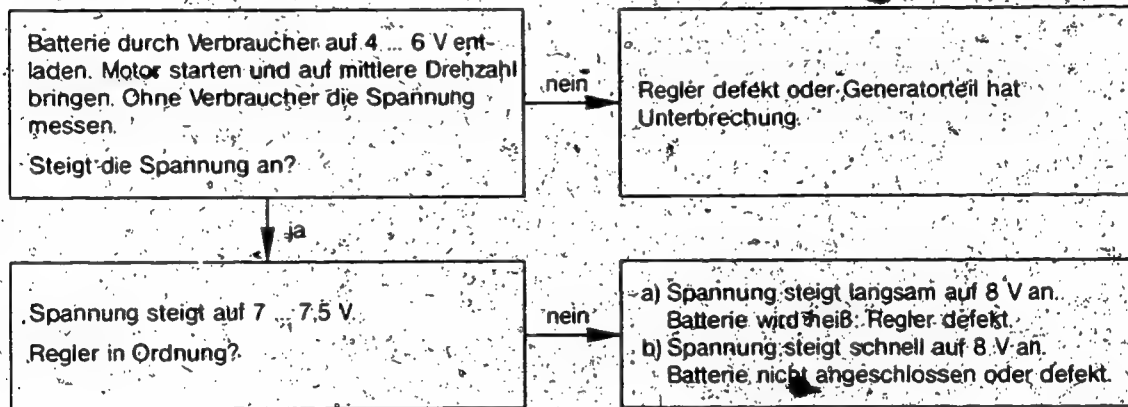 Batterie durch Verbraucher auf 4 ... 6 V ent-
laden. Motor starten und auf mittlere Drehzahl
bringen. Ohne Verbraucher die Spannung
messen.
Steigt die Spannung an?
nein
Regler defekt oder Generatorteil hat
Unterbrechung.
ja
Spannung steigt auf 7 ... 7,5 V.
Regler in Ordnung?
nein
a) Spannung steigt langsam auf 8 V an.
Batterie wird heiß. Regler defekt.
b) Spannung steigt schnell auf 8 V an.
Batterie nicht angeschlossen oder defekt.